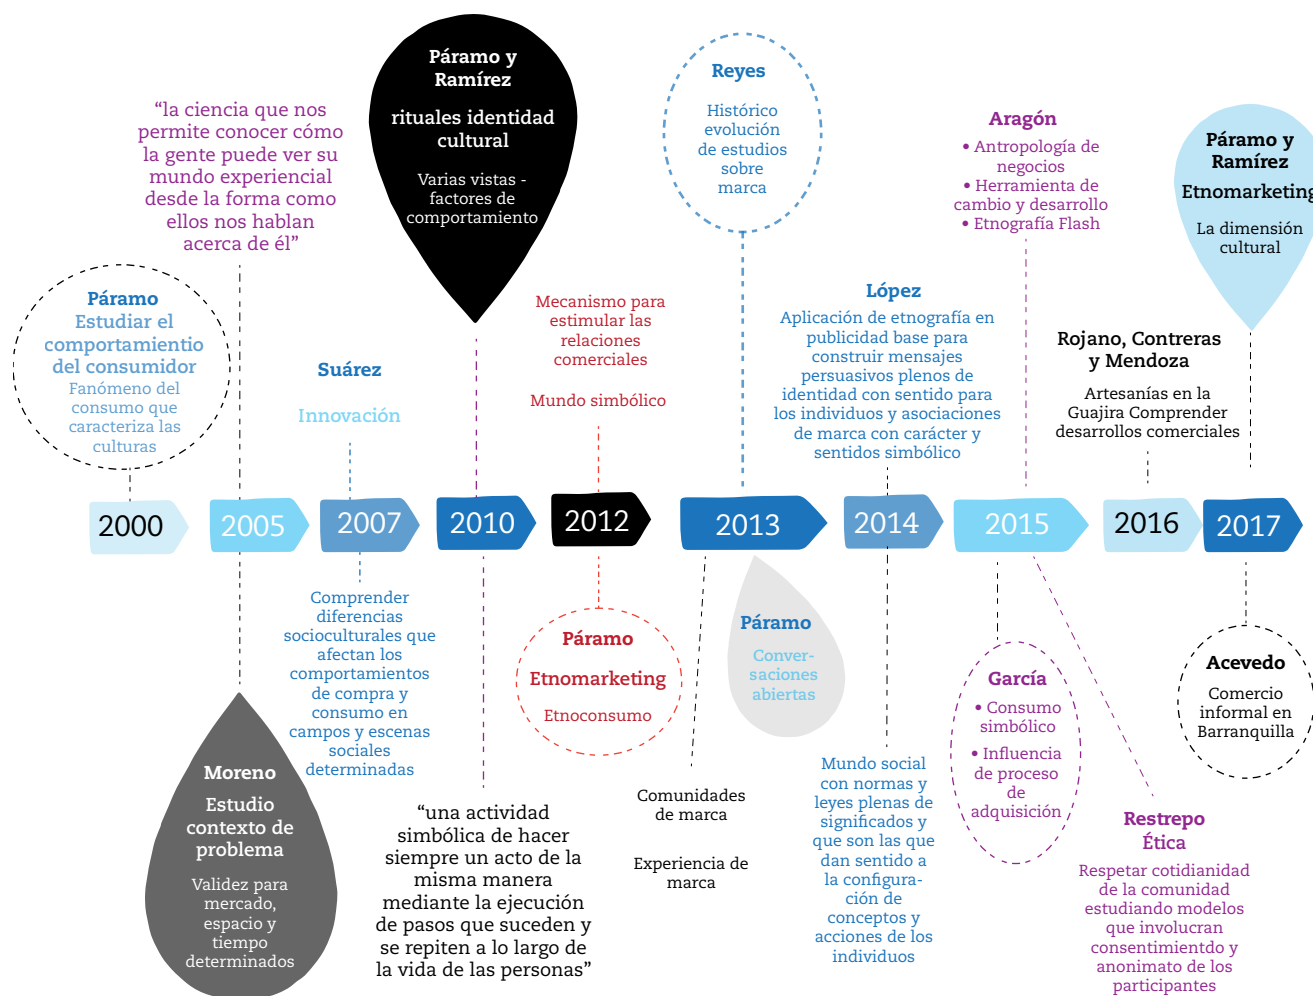 Páramo y
Ramírez
rituales identidad
cultural
Varias vistas -
factores de
comportamiento
Reyes
Histórico
evolución
de estudios
sobre
marca
“la ciencia que nos
permite conocer cómo
la gente puede ver su
mundo experiencial
desde la forma como
ellos nos hablan
acerca de él”
Aragón
• Antropología de
negocios
• Herramienta de
cambio y desarrollo
• Etnografía Flash
Páramo y
Ramírez
Etnomarketing
La dimensión
cultural
Páramo
Estudiar el
comportamientio
del consumidor
Fanómeno del
consumo que
caracteriza las
culturas
Suárez
Innovación
Mecanismo para
estimular las
relaciones
comerciales
Mundo simbólico
López
Aplicación de etnografía en
publicidad base para
construir mensajes
persuasivos plenos de
identidad con sentido para
los individuos y asociaciones
de marca con carácter y
sentidos simbólico
Rojano, Contreras
y Mendoza
Artesanías en la
Guajira Comprender
desarrollos comerciales
2000
2005
2007
2010
2012
2013
2014
2015
2016
2017
Moreno
Estudio
contexto de
problema
Validez para
mercado,
espacio y
tiempo
determinados
Comprender
diferencias
socioculturales que
afectan los
comportamientos
de compra y
consumo en
campos y escenas
sociales
determinadas
“una actividad
simbólica de hacer
siempre un acto de la
misma manera
mediante la ejecución
de pasos que suceden y
se repiten a lo largo de
la vida de las personas”
Páramo
Etnomarketing
Etnoconsumo
Comunidades
de marca
Experiencia de
marca
Páramo
Conver-
saciones
abiertas
Mundo social
con normas y
leyes plenas de
significados y
que son las que
dan sentido a
la configura-
ción de
conceptos y
acciones de los
individuos
García
• Consumo
simbólico
• Influencia
de proceso
de
adquisición
Restrepo
Ética
Respetar cotidianidad
de la comunidad
estudiando modelos
que involucran
consentimientdo y
anonimato de los
participantes
Acevedo
Comercio
informal en
Barranquilla